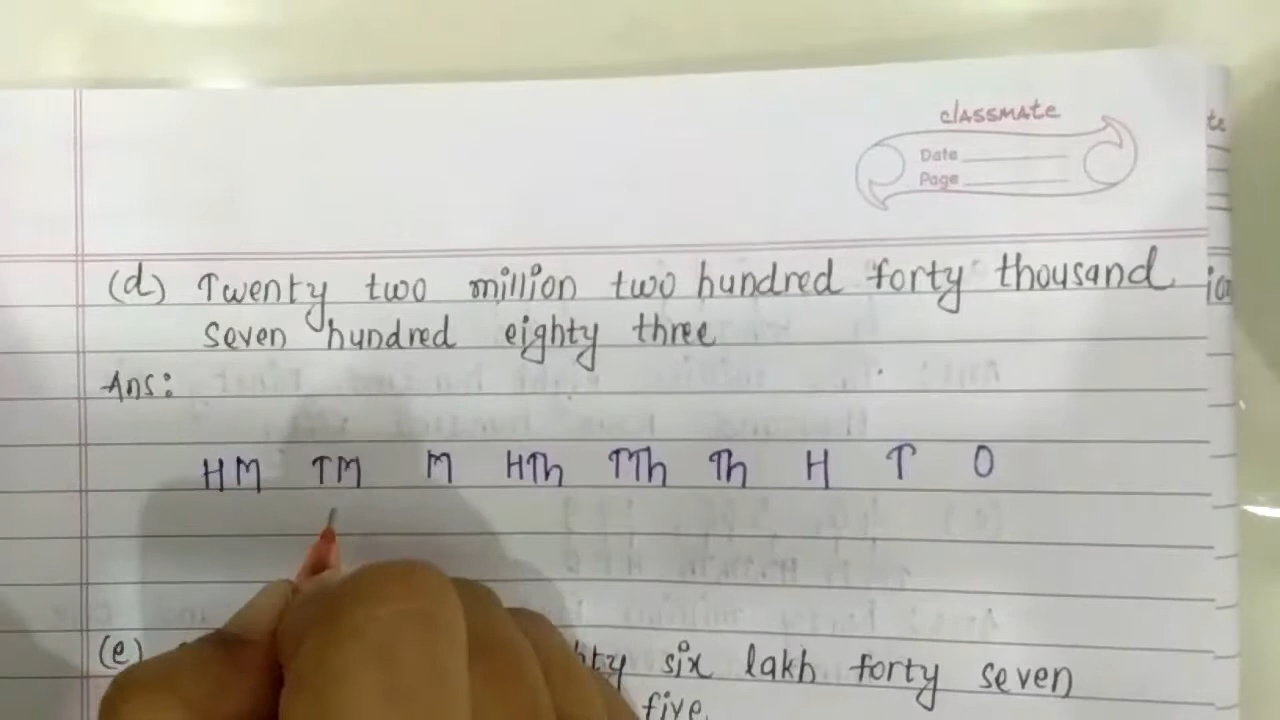 classmate
Date
Page
(d) Twenty two million two hundred forty thousand
seven hundred eighty three
Ans:
HM TM M HTh TTh Th H T O
(e) six lakh forty seven
five